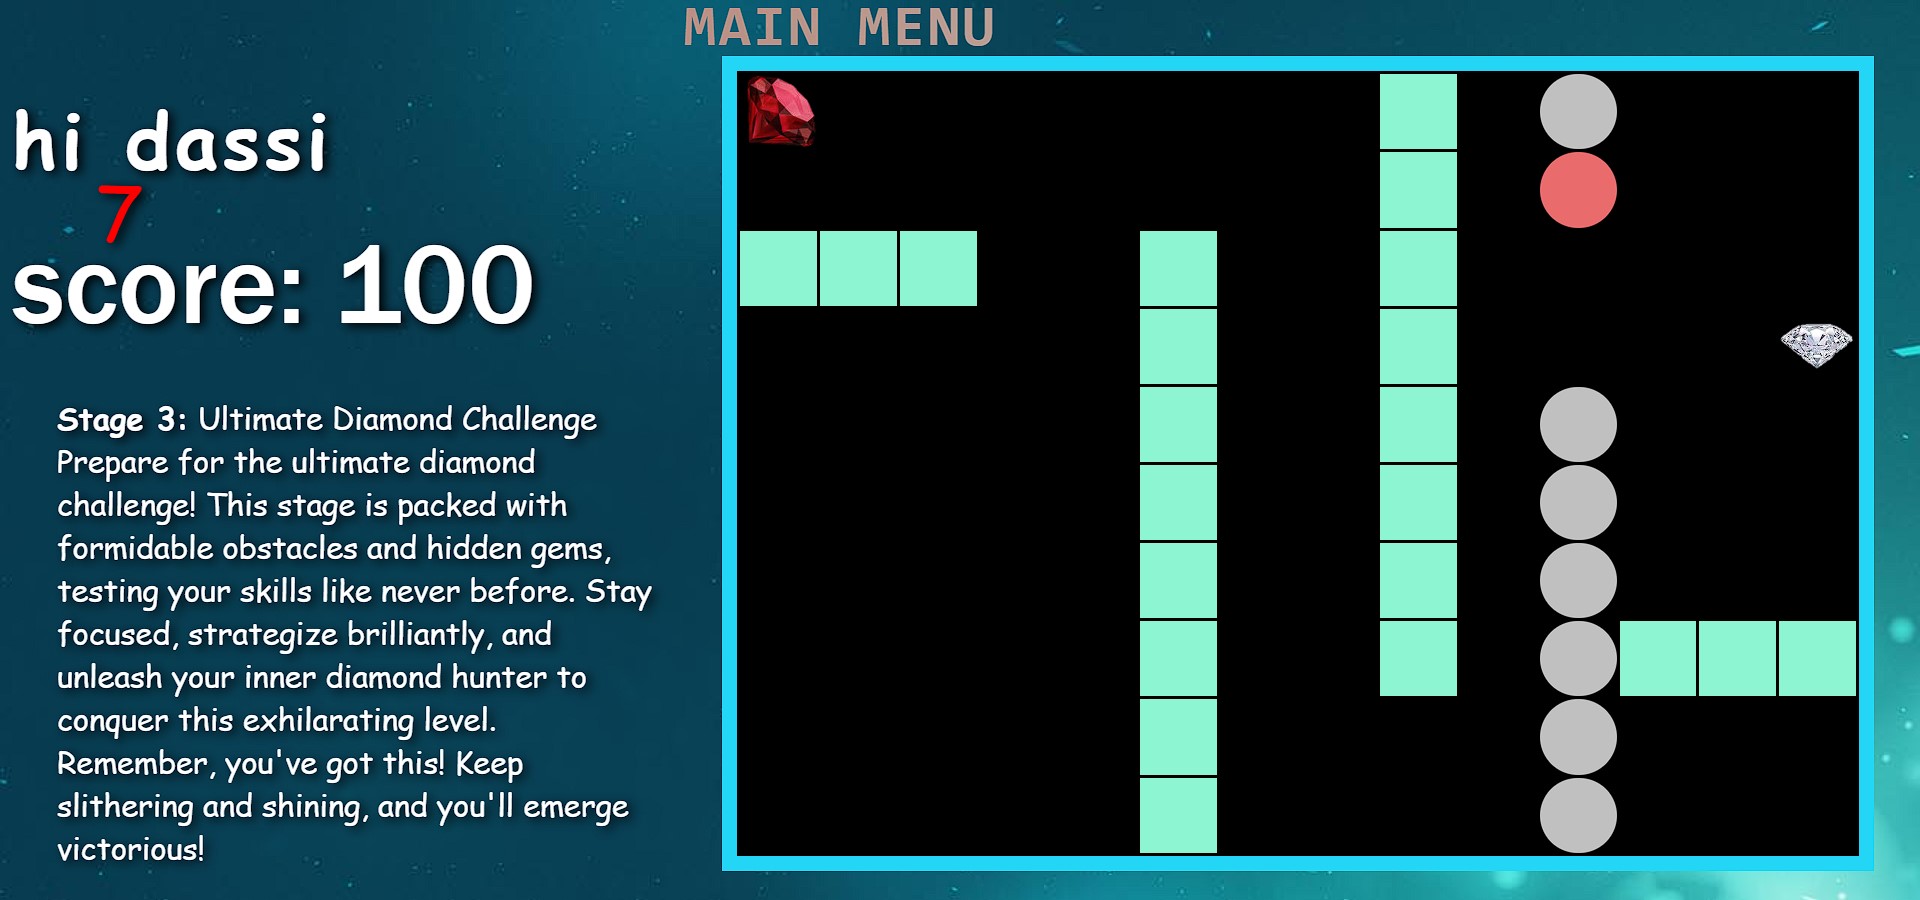 MAIN MENU
hi dassi
7
score: 100
Stage 3: Ultimate Diamond Challenge
Prepare for the ultimate diamond
challenge! This stage is packed with
formidable obstacles and hidden gems,
testing your skills like never before. Stay
focused, strategize brilliantly, and
unleash your inner diamond hunter to
conquer this exhilarating level.
Remember, you've got this! Keep
slithering and shining, and you'll emerge
victorious!